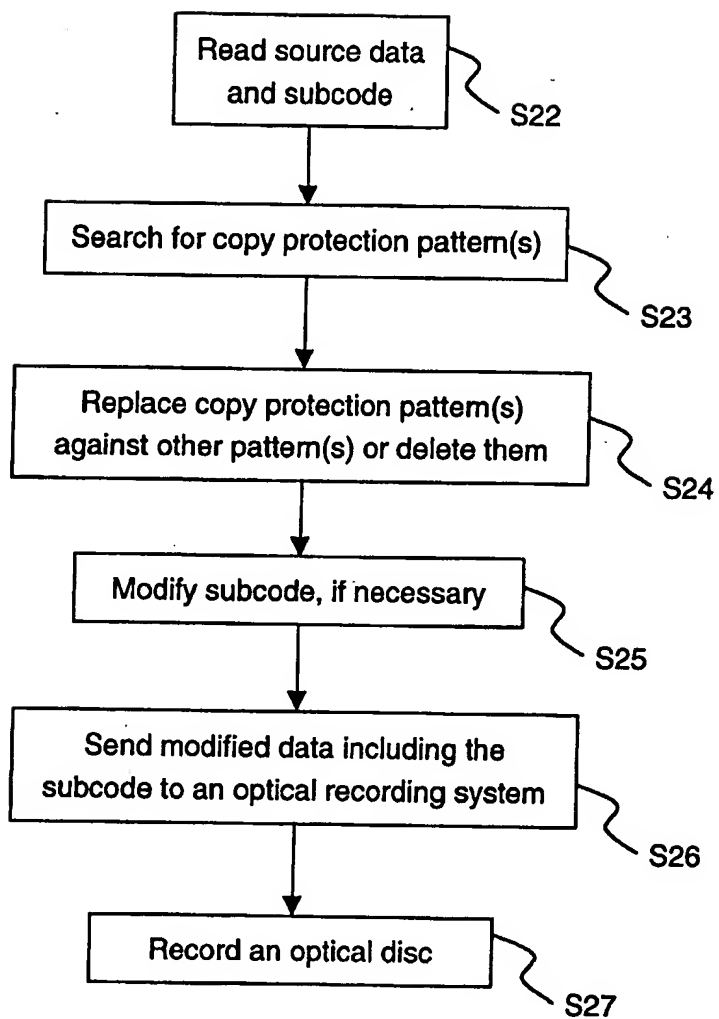 Read source data
and subcode
S22
Search for copy protection pattern(s)
S23
Replace copy protection pattern(s)
against other pattern(s) or delete them
S24
Modify subcode, if necessary
S25
Send modified data including the
subcode to an optical recording system
S26
Record an optical disc
S27